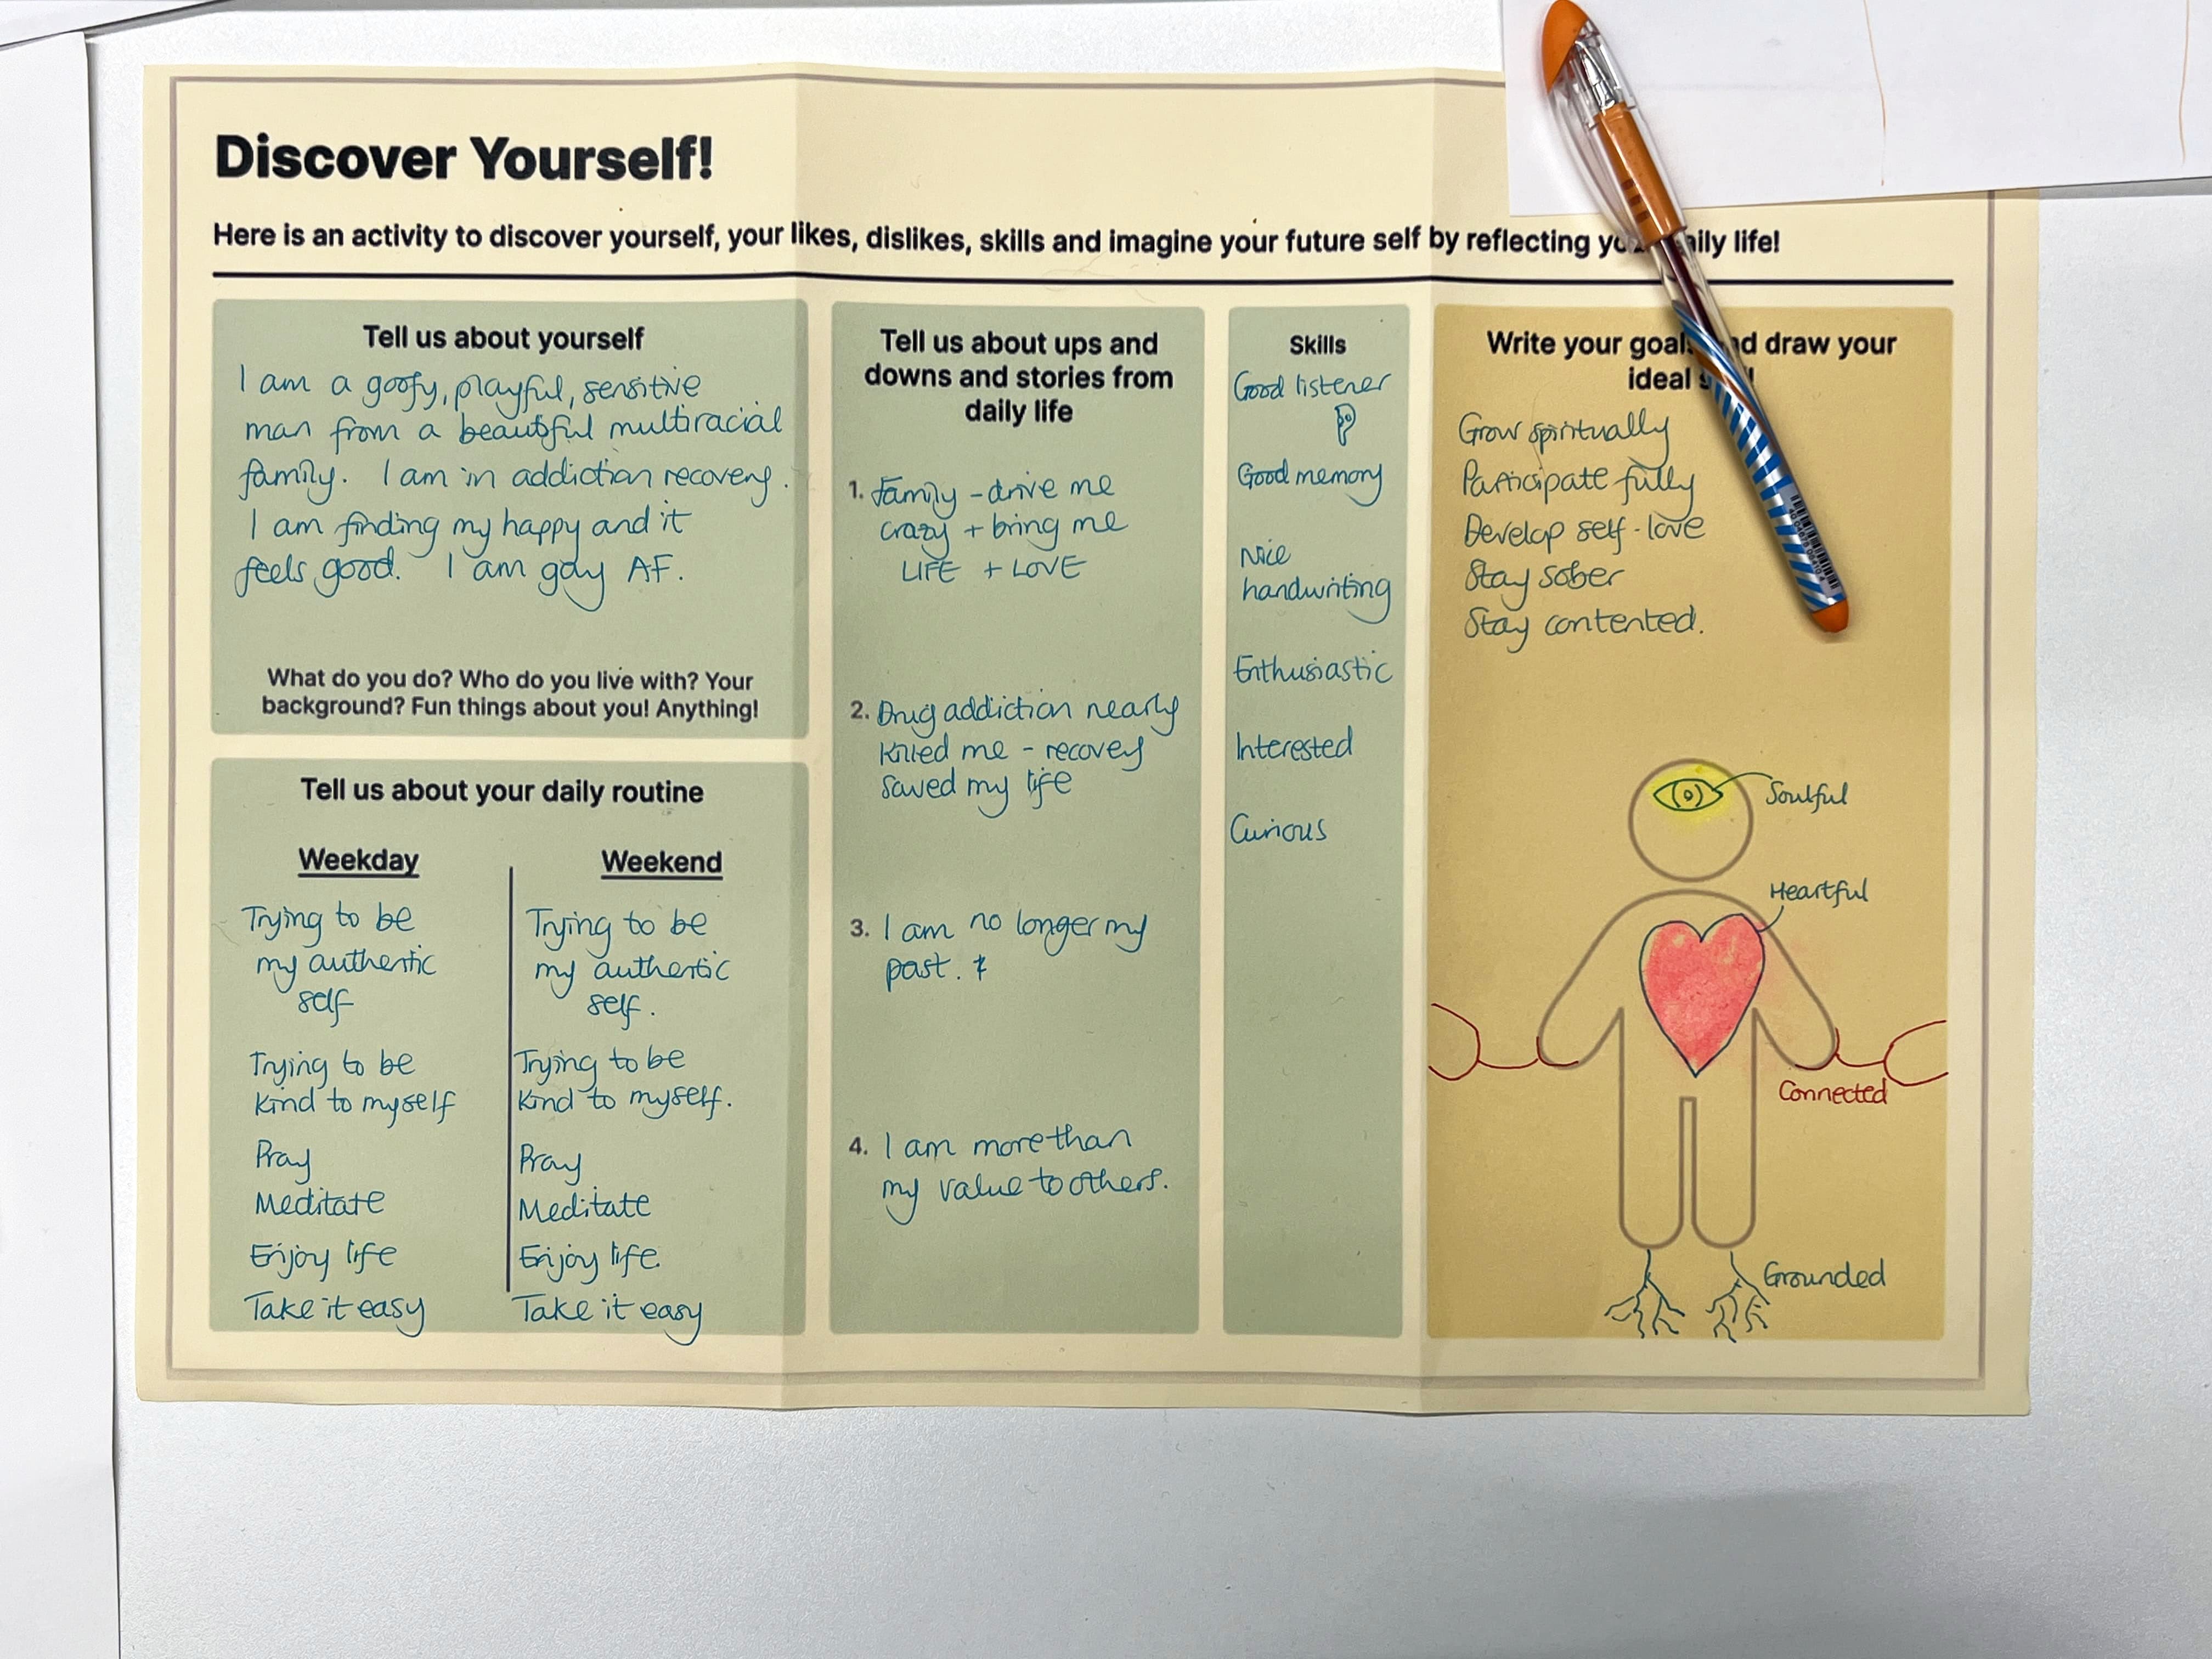 Discover Yourself!
Here is an activity to discover yourself, your likes, dislikes, skills and imagine your future self by reflecting daily life!
Tell us about yourself
I am a goofy, playful, sensitive
man from a beautiful multiracial
family. I am in addiction recovery.
I am finding my happy and it
feels good. I am gay AF.
What do you do? Who do you live with? Your
background? Fun things about you! Anything!
Tell us about your daily routine
Weekday
Trying to be
my authentic
self
Trying to be
kind to myself
Pray
Meditate
Enjoy life
Take it easy
Weekend
Trying to be
my authentic
self.
Trying to be
kind to myself.
Pray
Meditate
Enjoy life.
Take it easy
Tell us about ups and
downs and stories from
daily life
1. Family - drive me
crazy + bring me
LIFE + LOVE
2. Drug addiction nearly
killed me - recovey
saved my life
3. I am no longer my
past.
4. I am more than
my value to others.
Skills
Good listener
Good memory
Nice
handwriting
Enthusiastic
Interested
Curious
Write your draw your
ideal
Grow spiritually
Participate fully
Develop self-love
Stay sober
Stay contented.
Soulful
Heartful
Connected
Grounded